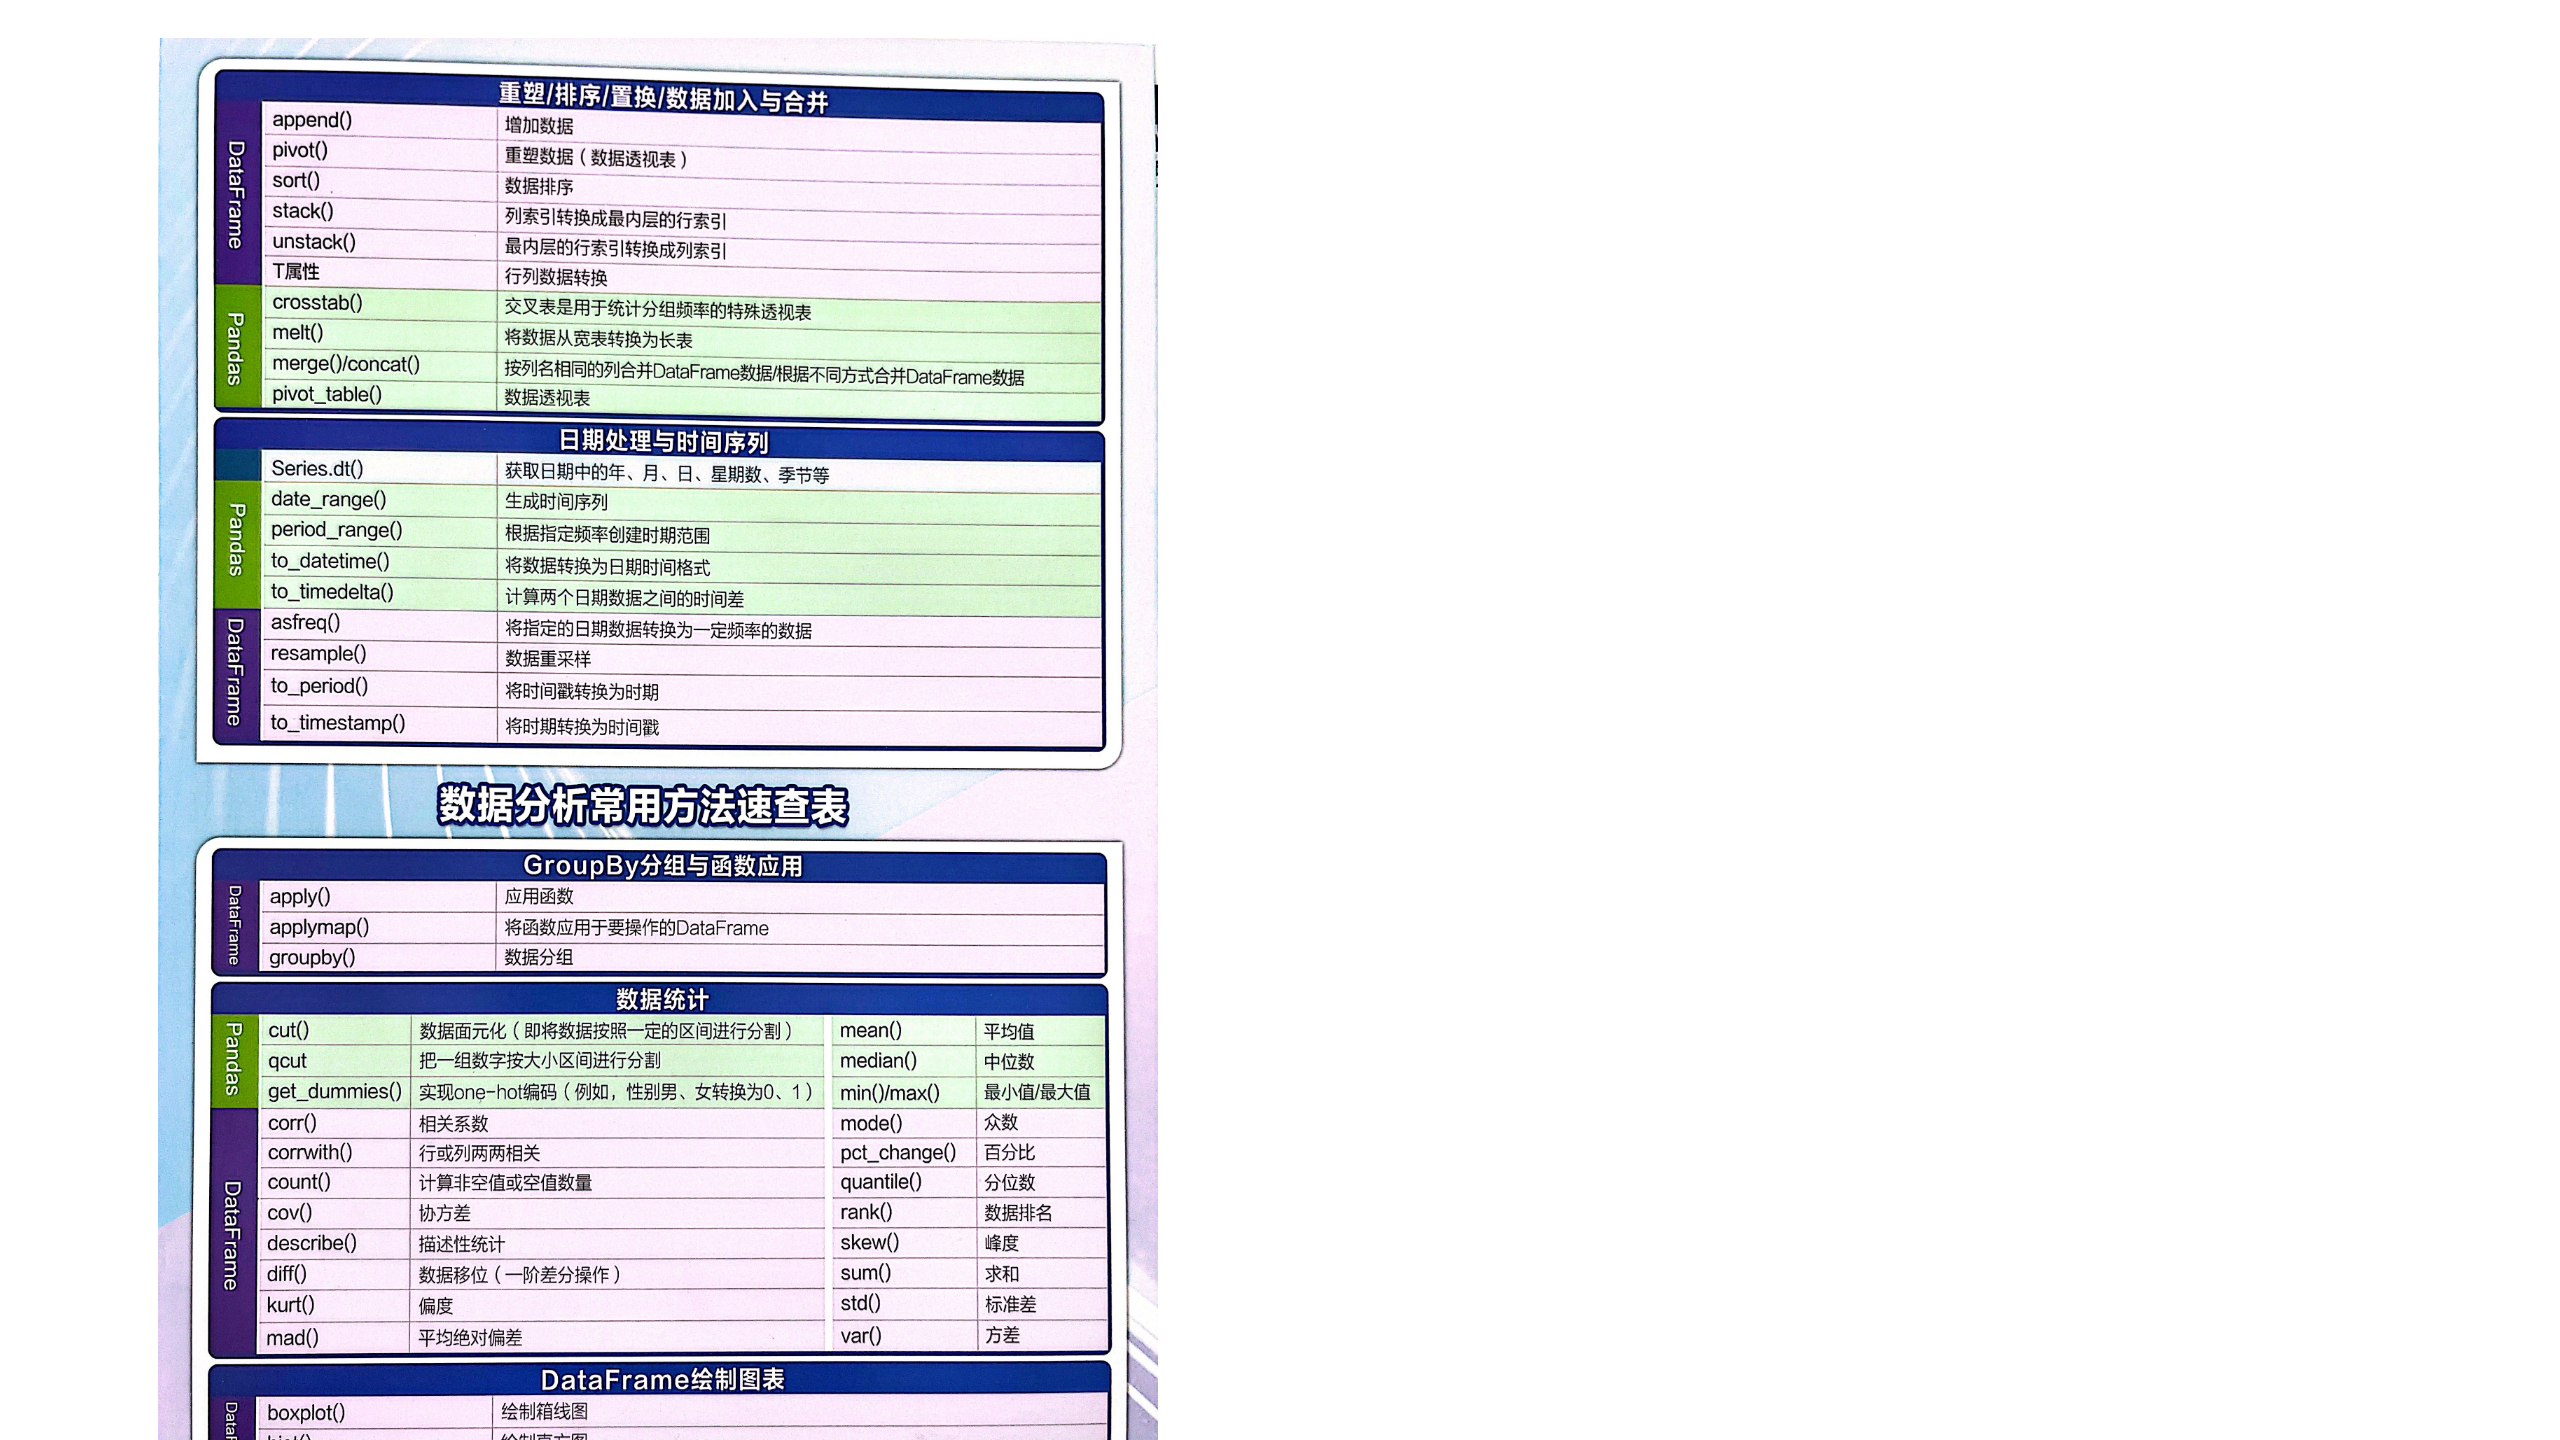 重塑/排序/置换/数据加入与合并
DataFrame
append() 增加数据
pivot() 重塑数据（数据透视表）
sort() 数据排序
stack() 列索引转换成最内层的行索引
unstack() 最内层的行索引转换成列索引
T属性 行列数据转换
Pandas
crosstab() 交叉表是用于统计分组频率的特殊透视表
melt() 将数据从宽表转换为长表
merge()/concat() 按列名相同的列合并DataFrame数据/根据不同方式合并DataFrame数据
pivot_table() 数据透视表
日期处理与时间序列
Series.dt() 获取日期中的年、月、日、星期数、季节等
Pandas
date_range() 生成时间序列
period_range() 根据指定频率创建时期范围
to_datetime() 将数据转换为日期时间格式
to_timedelta() 计算两个日期数据之间的时间差
DataFrame
asfreq() 将指定的日期数据转换为一定频率的数据
resample() 数据重采样
to_period() 将时间戳转换为时期
to_timestamp() 将时期转换为时间戳
数据分析常用方法速查表
GroupBy分组与函数应用
DataFrame
apply() 应用函数
applymap() 将函数应用于要操作的DataFrame
groupby() 数据分组
数据统计
Pandas
cut() 数据面元化（即将数据按照一定的区间进行分割） mean() 平均值
qcut 把一组数字按大小区间进行分割 median() 中位数
get_dummies() 实现one-hot编码（例如，性别男、女转换为0、1） min()/max() 最小值/最大值
DataFrame
corr() 相关系数 mode() 众数
corrwith() 行或列两两相关 pct_change() 百分比
count() 计算非空值或空值数量 quantile() 分位数
cov() 协方差 rank() 数据排名
describe() 描述性统计 skew() 峰度
diff() 数据移位（一阶差分操作） sum() 求和
kurt() 偏度 std() 标准差
mad() 平均绝对偏差 var() 方差
DataFrame绘制图表
boxplot() 绘制箱线图